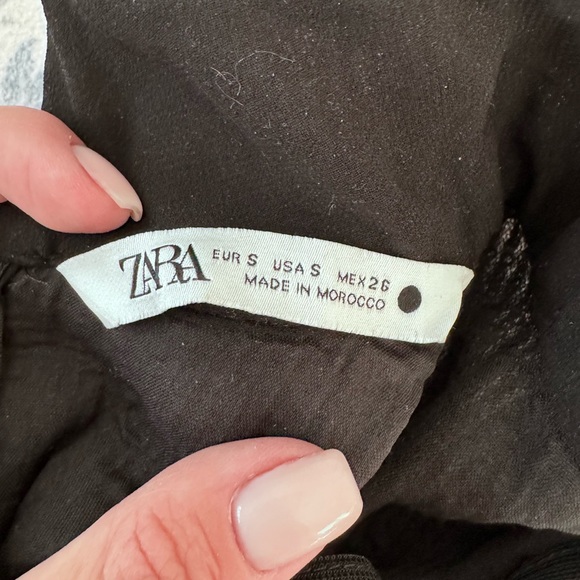 ZARA
EUR S USA S MEX 26
MADE IN MOROCCO